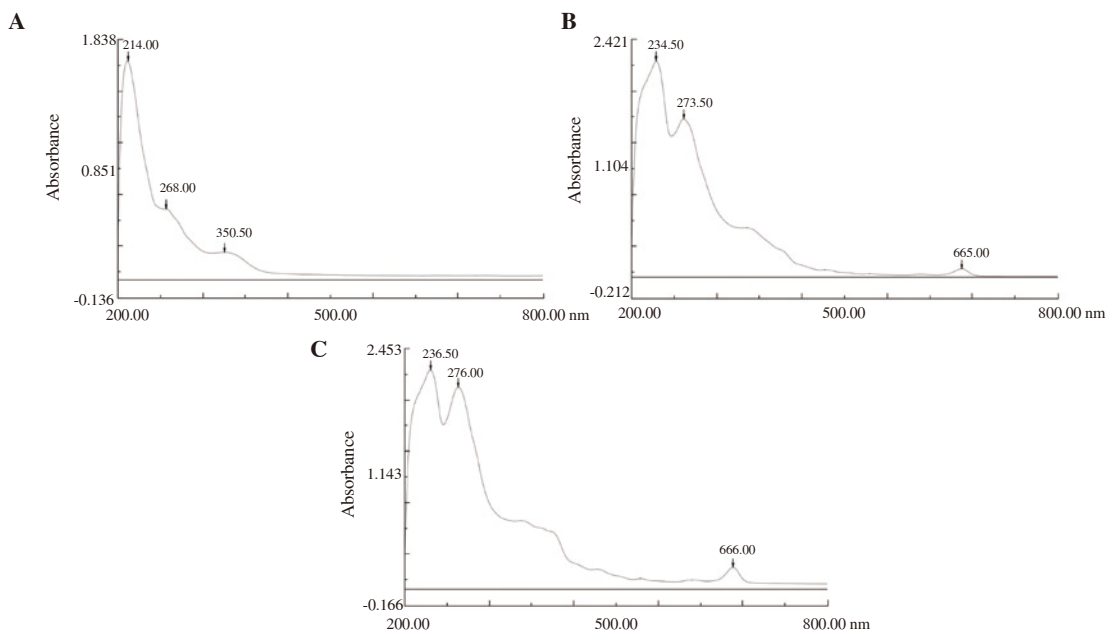 A
1.838
214.00
Absorbance
0.851
268.00
350.50
-0.136
200.00 500.00 800.00 nm
B
2.421
234.50
273.50
Absorbance
1.104
665.00
-0.212
200.00 500.00 800.00 nm
C
2.453
236.50
276.00
Absorbance
1.143
666.00
-0.166
200.00 500.00 800.00 nm